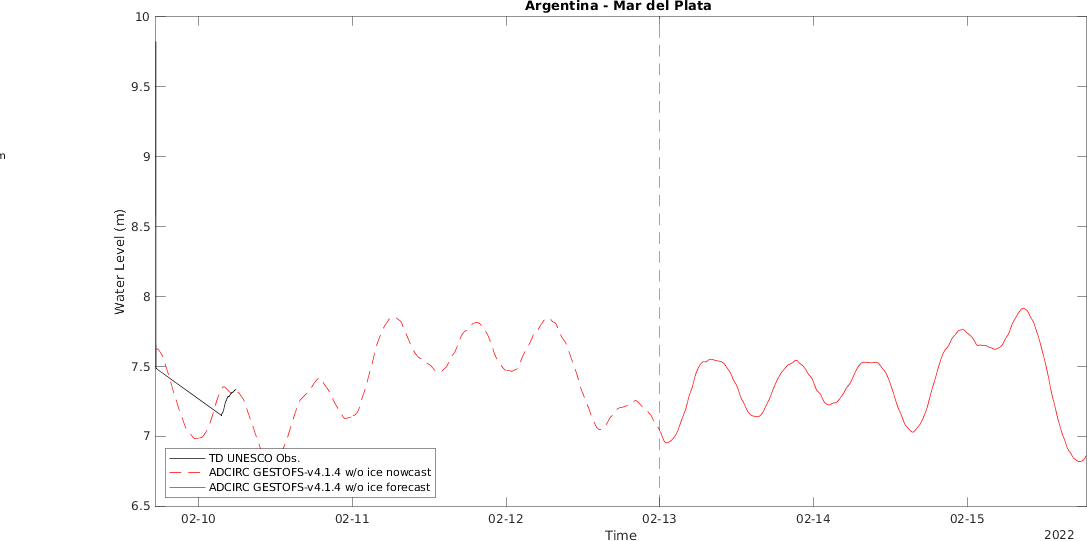 Argentina - Mar del Plata
10
9.5
9
8.5
8
7.5
7
6.5
m
Water Level (m)
TD UNESCO Obs.
ADCIRC GESTOFS-v4.1.4 w/o ice nowcast
ADCIRC GESTOFS-v4.1.4 w/o ice forecast
02-10 02-11 02-12 02-13 02-14 02-15
Time
2022